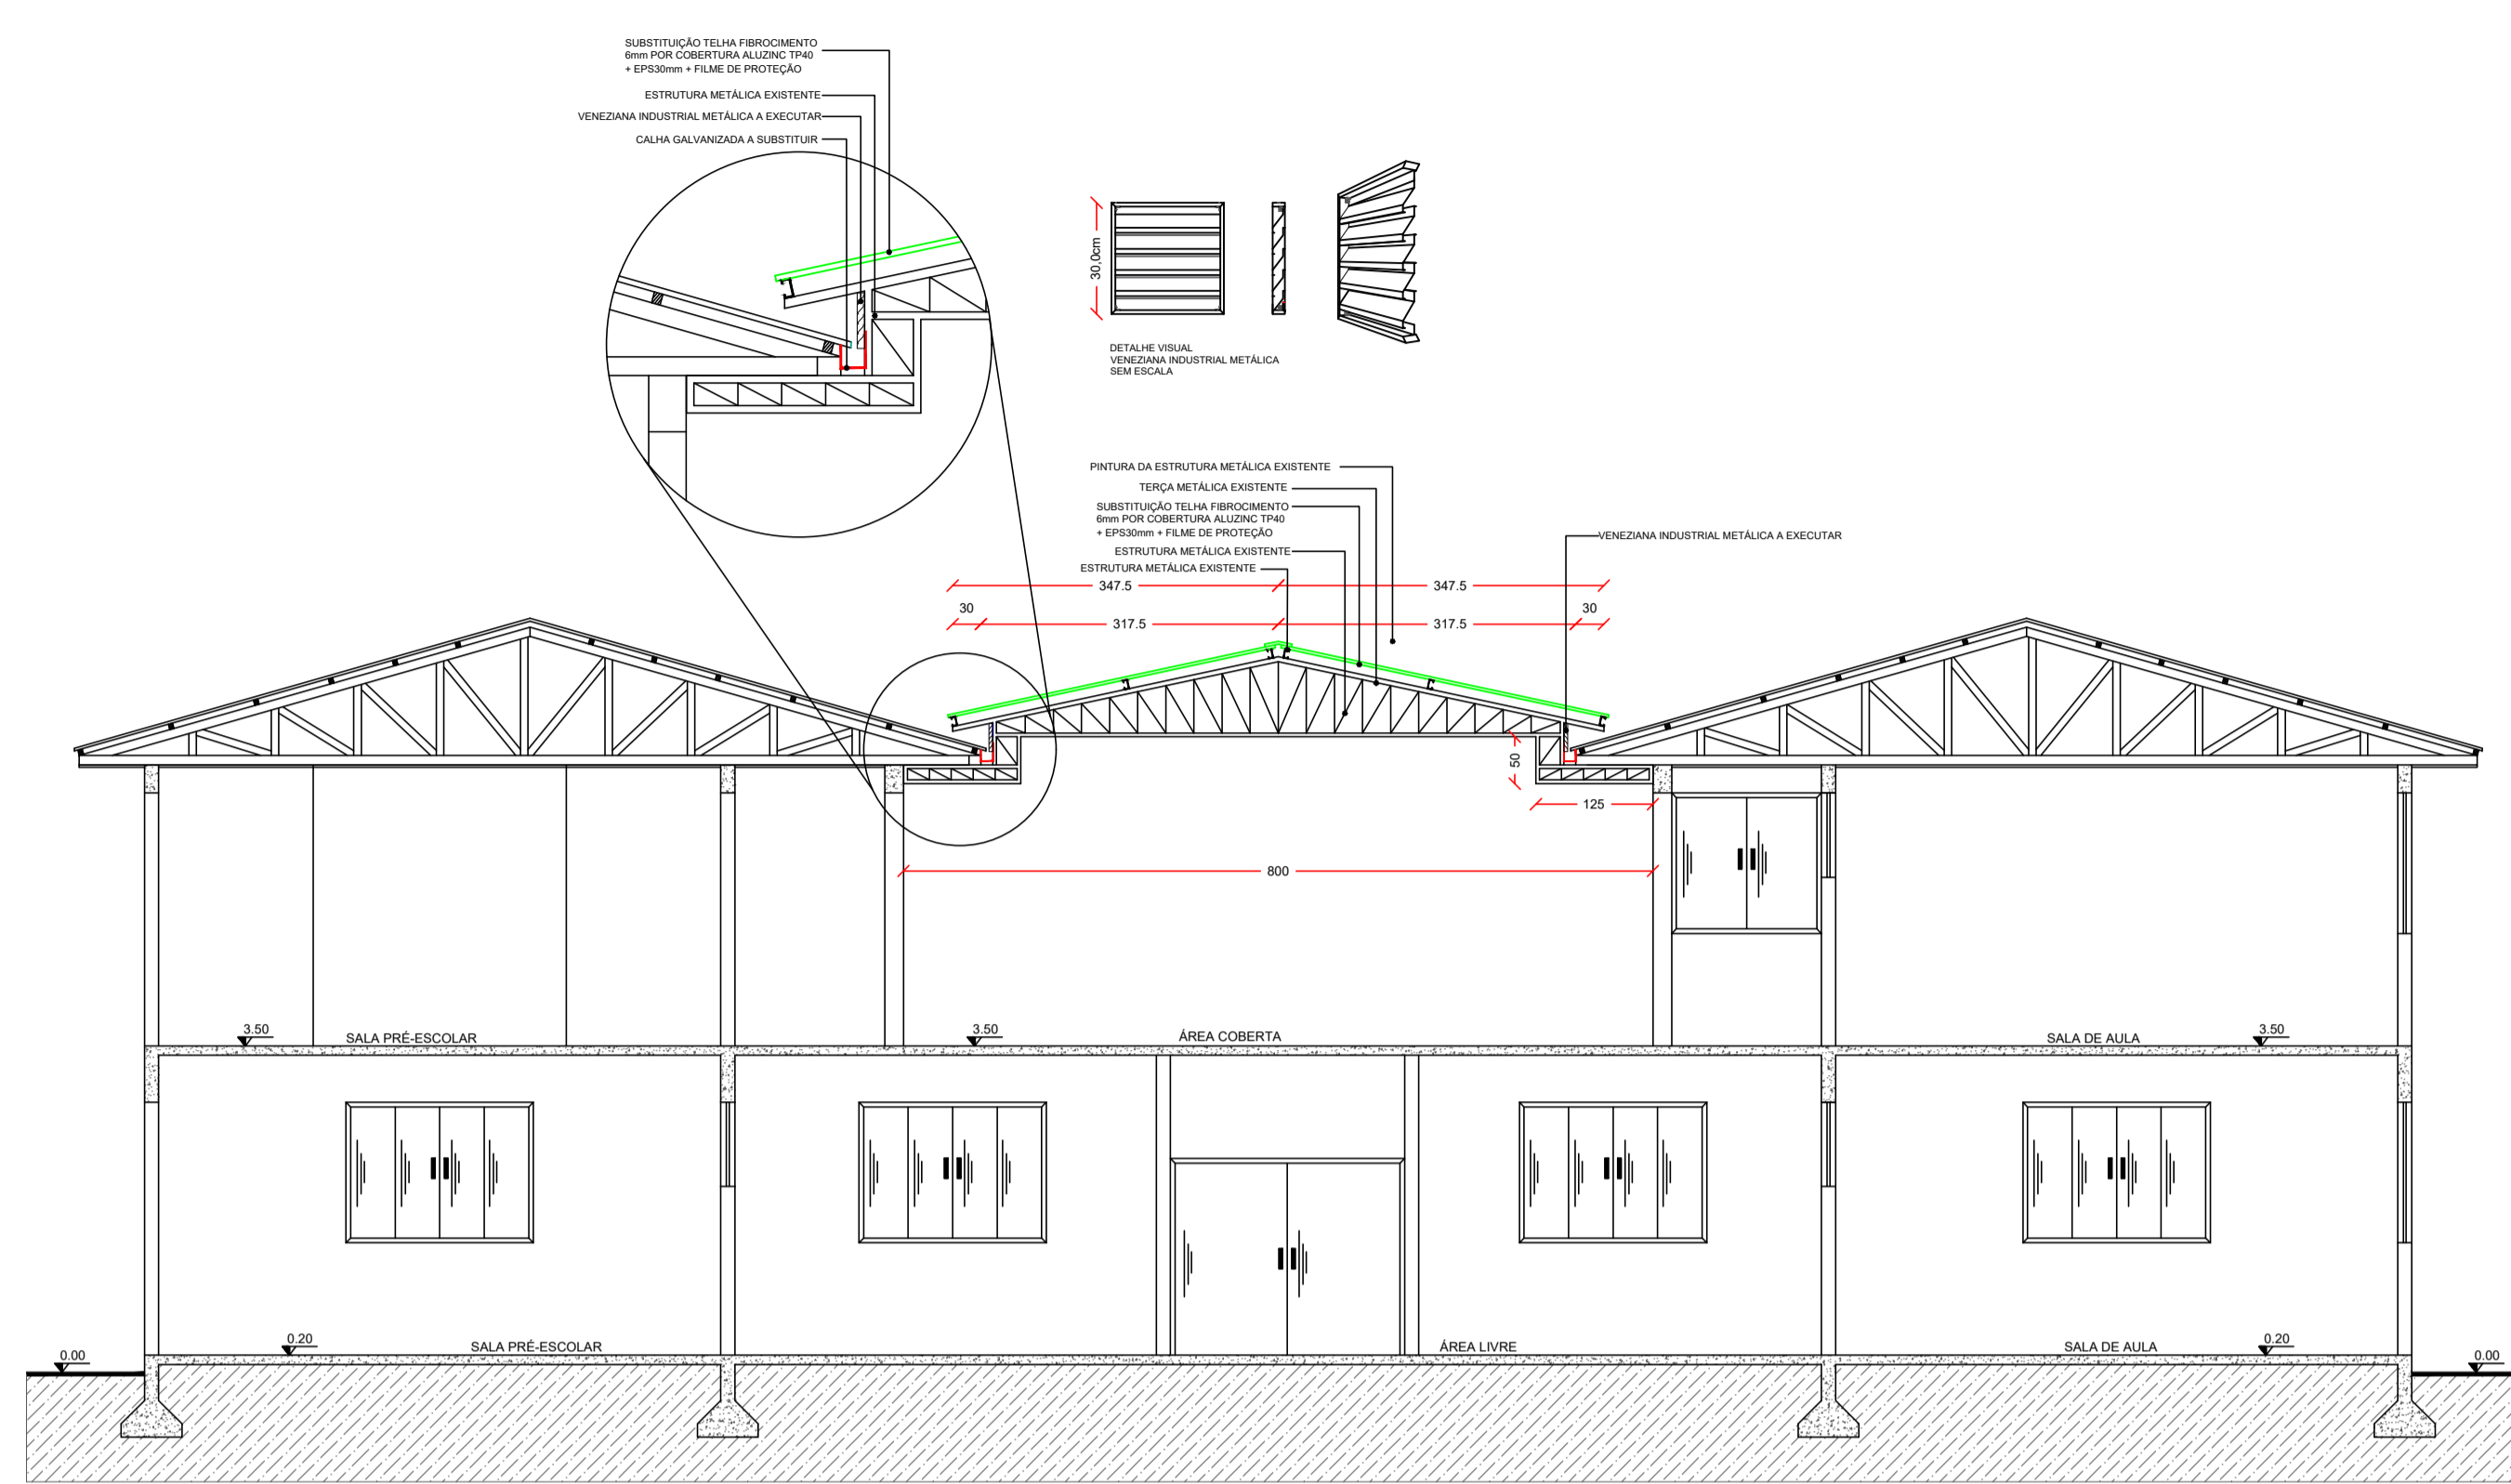 SUBSTITUIÇÃO TELHA FIBROCIMENTO
6mm POR COBERTURA ALUZINC TP40
+ EPS30mm + FILME DE PROTEÇÃO
ESTRUTURA METÁLICA EXISTENTE
VENEZIANA INDUSTRIAL METÁLICA A EXECUTAR
CALHA GALVANIZADA A SUBSTITUIR
30,0cm
DETALHE VISUAL
VENEZIANA INDUSTRIAL METÁLICA
SEM ESCALA
PINTURA DA ESTRUTURA METÁLICA EXISTENTE
TERÇA METÁLICA EXISTENTE
SUBSTITUIÇÃO TELHA FIBROCIMENTO
6mm POR COBERTURA ALUZINC TP40
+ EPS30mm + FILME DE PROTEÇÃO
VENEZIANA INDUSTRIAL METÁLICA A EXECUTAR
ESTRUTURA METÁLICA EXISTENTE
ESTRUTURA METÁLICA EXISTENTE
347.5 347.5
30 317.5 317.5 30
50
125
800
3.50 SALA PRÉ-ESCOLAR 3.50 ÁREA COBERTA SALA DE AULA 3.50
0.00 0.20 SALA PRÉ-ESCOLAR ÁREA LIVRE SALA DE AULA 0.20 0.00